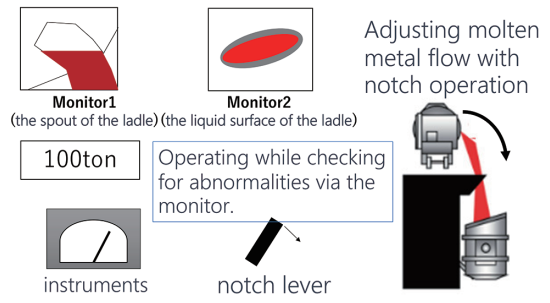 Monitor1
(the spout of the ladle)
Monitor2
(the liquid surface of the ladle)
Adjusting molten
metal flow with
notch operation
100ton
Operating while checking
for abnormalities via the
monitor.
instruments
notch lever